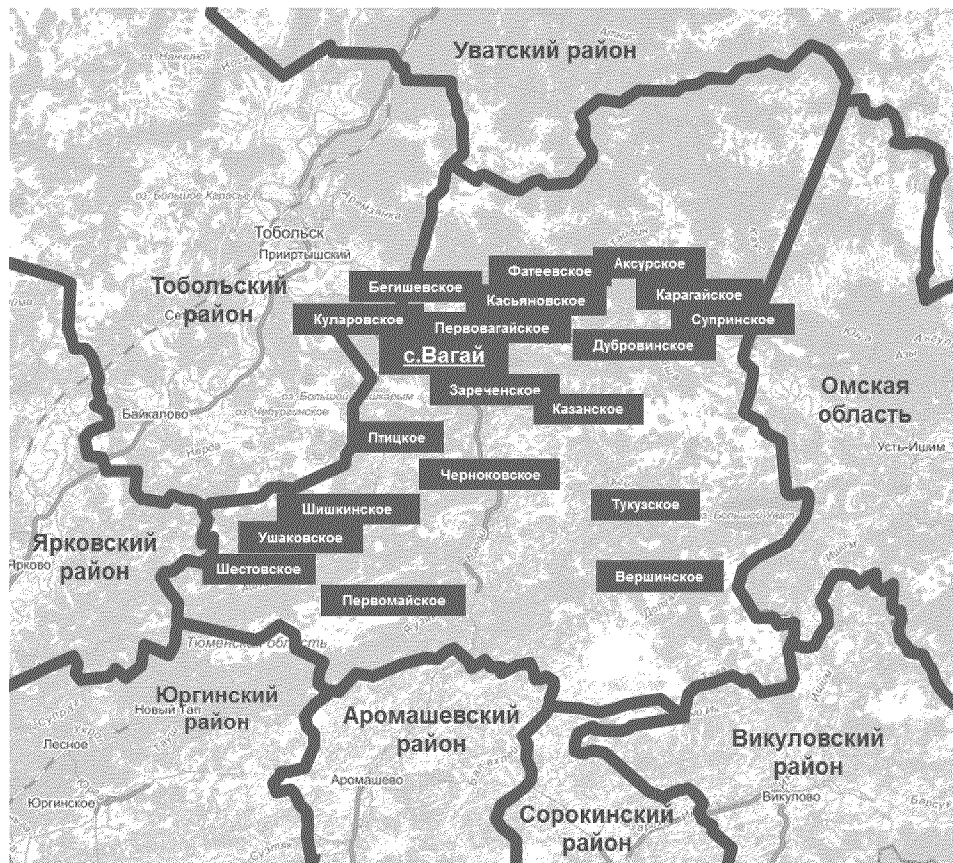 Уватский район
Тобольск
Прииртышский
Тобольский
район
Фатеевское
Аксурское
Бегишевское
Касьяновское
Карагайское
Куларовское
Первовагайское
Супринское
с.Вагай
Дубровинское
Зареченское
Казанское
Омская
область
оз. Чебургинское
Байкалово
Птицкое
Усть-Ишим
Черноковское
Шишкинское
Тукузское
Ушаковское
Ярковский
район
Ярково
Шестовское
Вершинское
Первомайское
Тюменская область
Юргинский
район
Новый Тап
Лесное
Аромашевский
район
Викуловский
район
Аромашево
Юргинское
Викулово
Сорокинский
район